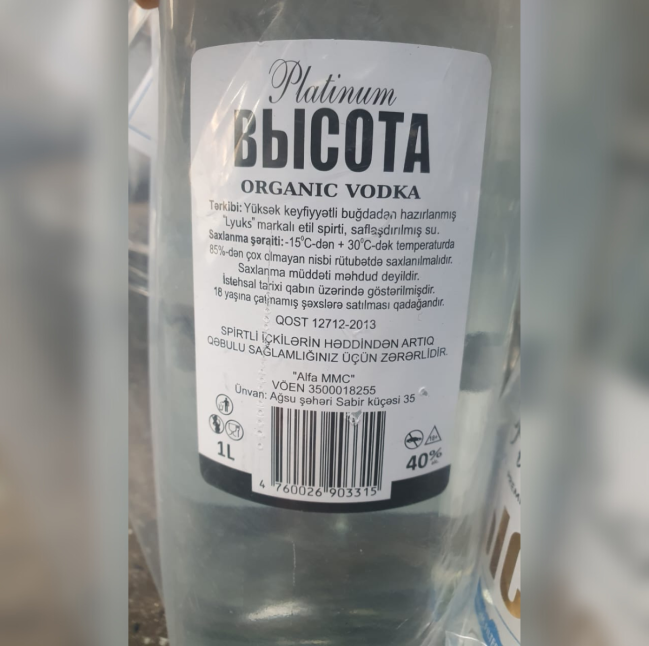 Platinum
ВЫСОТА
ORGANIC VODKA
Tərkibi: Yüksək keyfiyyətli buğdadan hazırlanmış
"Lyuks" markalı etil spirti, saflaşdırılmış su.
Saxlanma şəraiti: -15°C-dən + 30°C-dək temperaturda
85%-dən çox olmayan nisbi rütubətdə saxlanılmalıdır.
Saxlanma müddəti məhdud deyildir.
İstehsal tarixi qabın üzərində göstərilmişdir.
18 yaşına çatmamış şəxslərə satılması qadağandır.
QOST 12712-2013
SPİRTLİ İÇKİLƏRİN HƏDDİNDƏN ARTIQ
QƏBULU SAĞLAMLIĞINIZ ÜÇÜN ZƏRƏRLİDİR.
"Alfa MMC"
VÖEN 3500018255
Ünvan: Ağsu şəhəri Sabir küçəsi 35
1L
40%
4 760026 903315